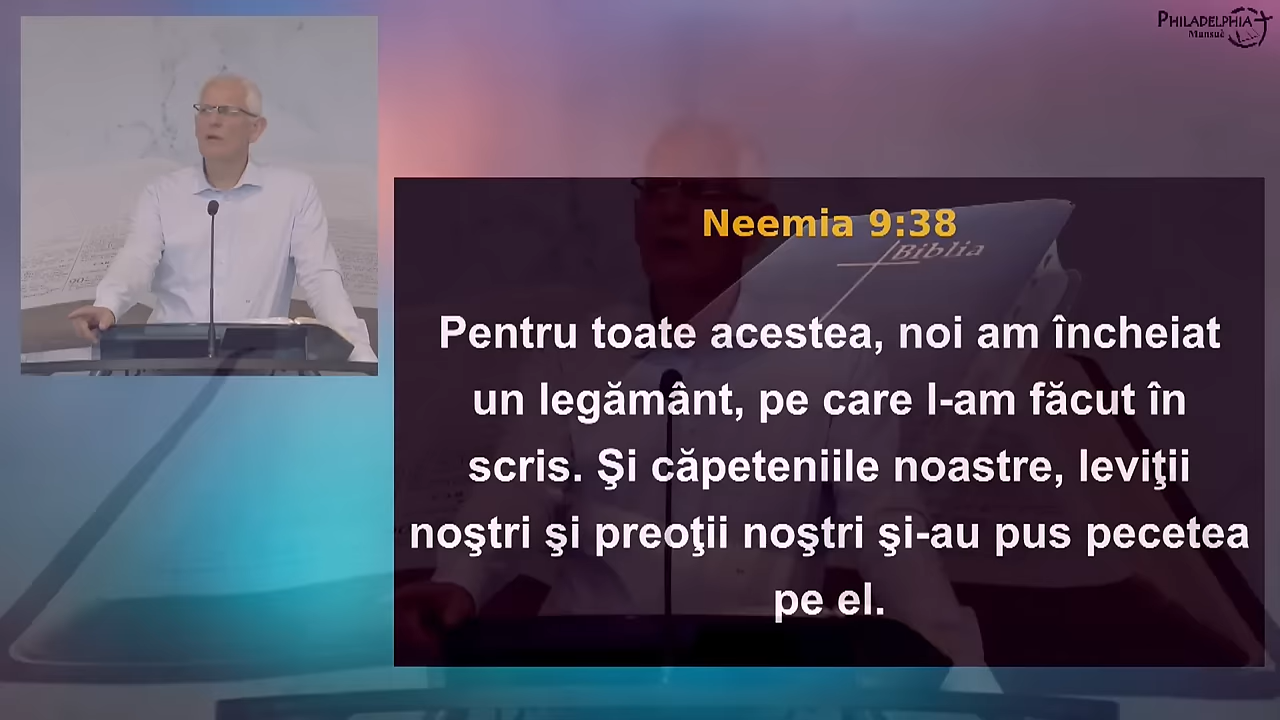 PHILADELPHIA
Mansuè
Neemia 9:38
Biblia
Pentru toate acestea, noi am încheiat
un legământ, pe care l-am făcut în
scris. Şi căpeteniile noastre, leviţii
noştri şi preoţii noştri şi-au pus pecetea
pe el.